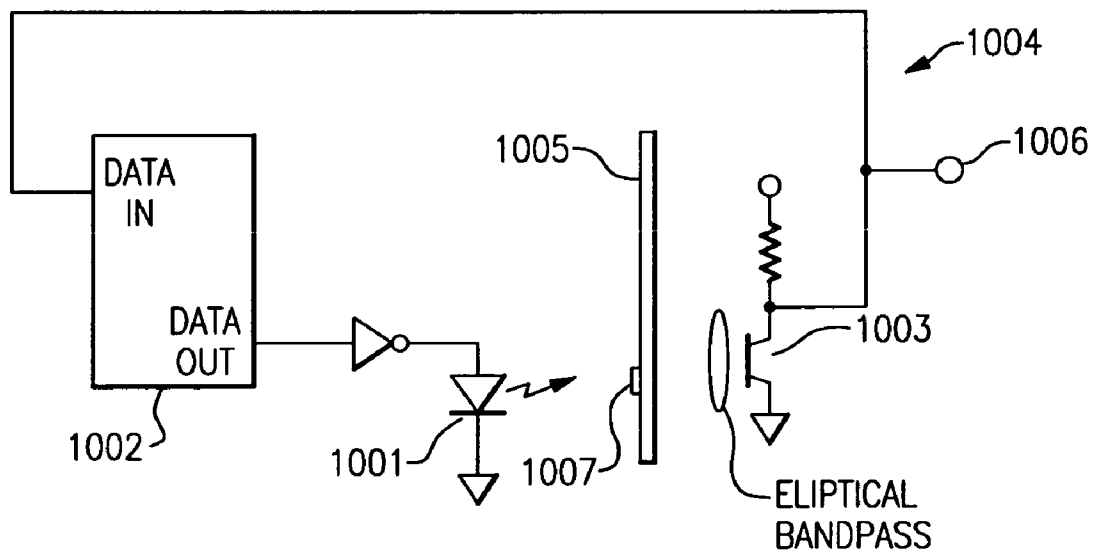 1004
1006
1005
DATA
IN
DATA
OUT
1003
1002
1001
1007
ELIPTICAL
BANDPASS